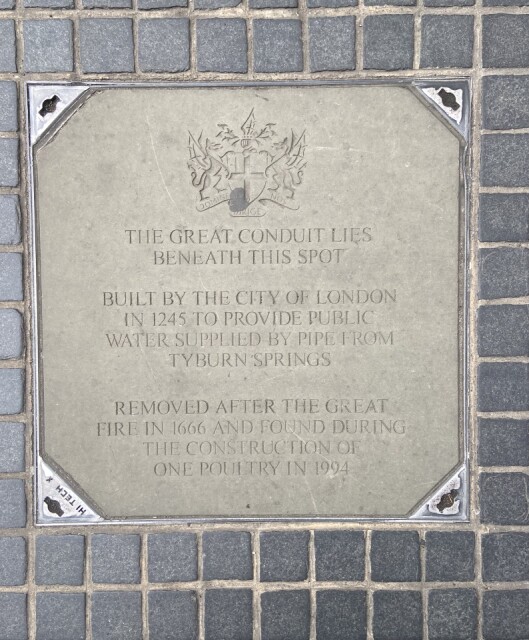 THE GREAT CONDUIT LIES
BENEATH THIS SPOT
BUILT BY THE CITY OF LONDON
IN 1245 TO PROVIDE PUBLIC
WATER SUPPLIED BY PIPE FROM
TYBURN SPRINGS
REMOVED AFTER THE GREAT
FIRE IN 1666 AND FOUND DURING
THE CONSTRUCTION OF
ONE POULTRY IN 1994
HI TECH